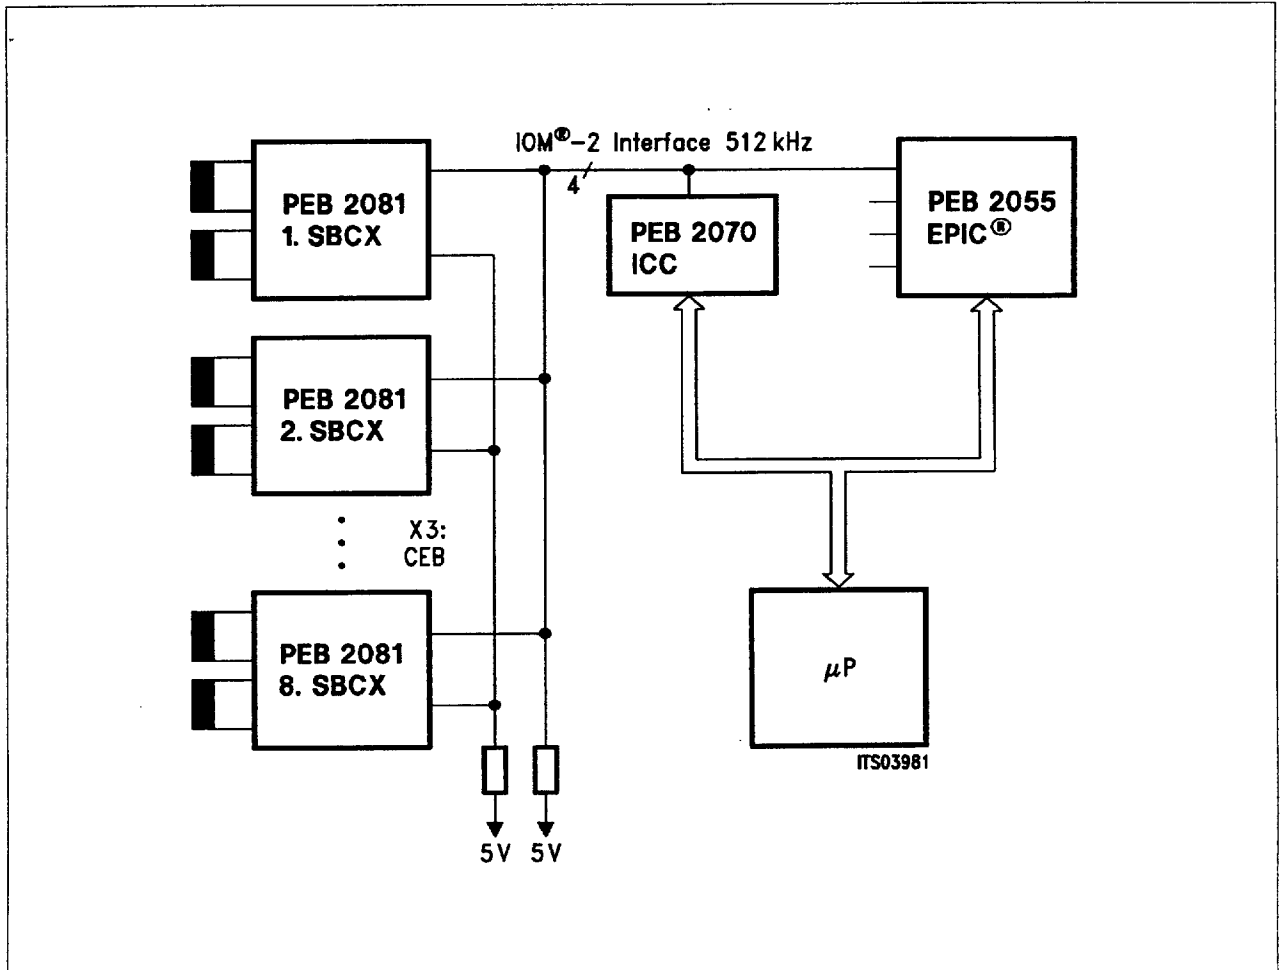 IOM®-2 Interface 512 kHz
4
PEB 2081
1. SBCX
PEB 2070
ICC
PEB 2055
EPIC®
PEB 2081
2. SBCX
X3:
CEB
PEB 2081
8. SBCX
μP
ITS03981
5V 5V